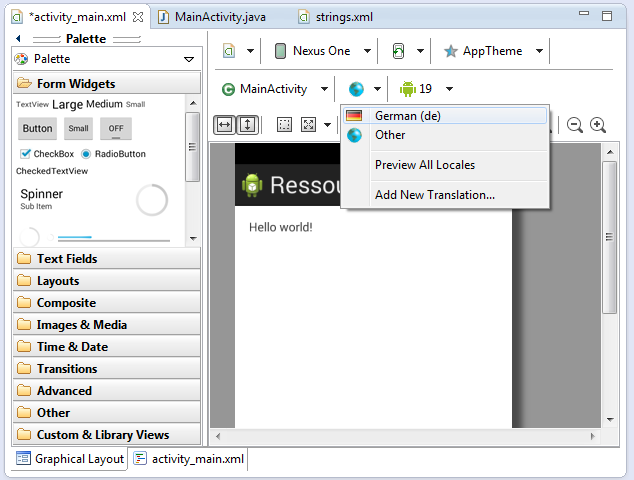 *activity_main.xml MainActivity.java strings.xml
Palette
Palette
Form Widgets
TextView Large Medium Small
Button Small OFF
CheckBox RadioButton
CheckedTextView
Spinner
Sub Item
Text Fields
Layouts
Composite
Images & Media
Time & Date
Transitions
Advanced
Other
Custom & Library Views
Nexus One AppTheme
MainActivity 19
German (de)
Other
Preview All Locales
Add New Translation...
Ressou
Hello world!
Graphical Layout activity_main.xml